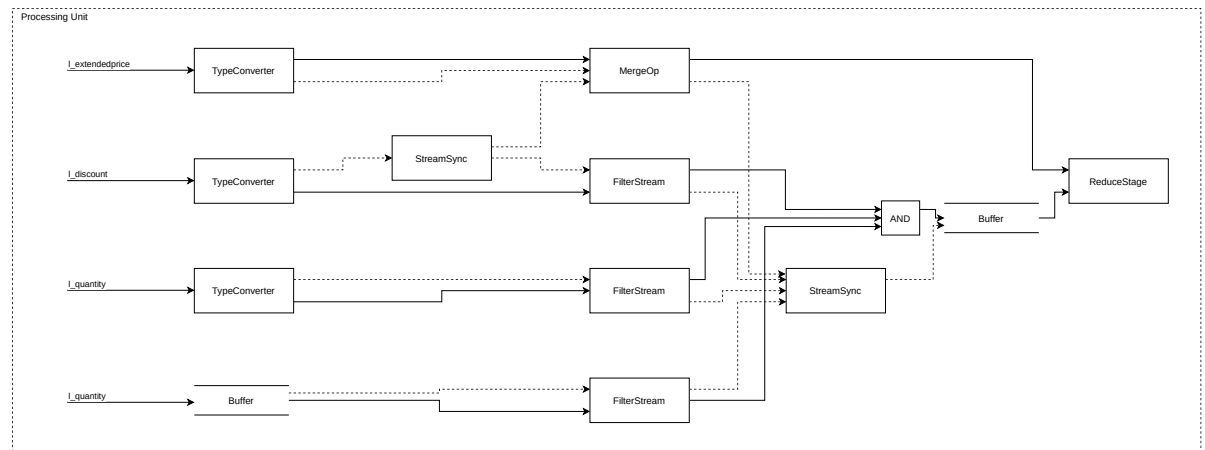 Processing Unit
l_extendedprice
TypeConverter
MergeOp
l_discount
TypeConverter
StreamSync
FilterStream
ReduceStage
AND
Buffer
l_quantity
TypeConverter
FilterStream
StreamSync
l_quantity
Buffer
FilterStream